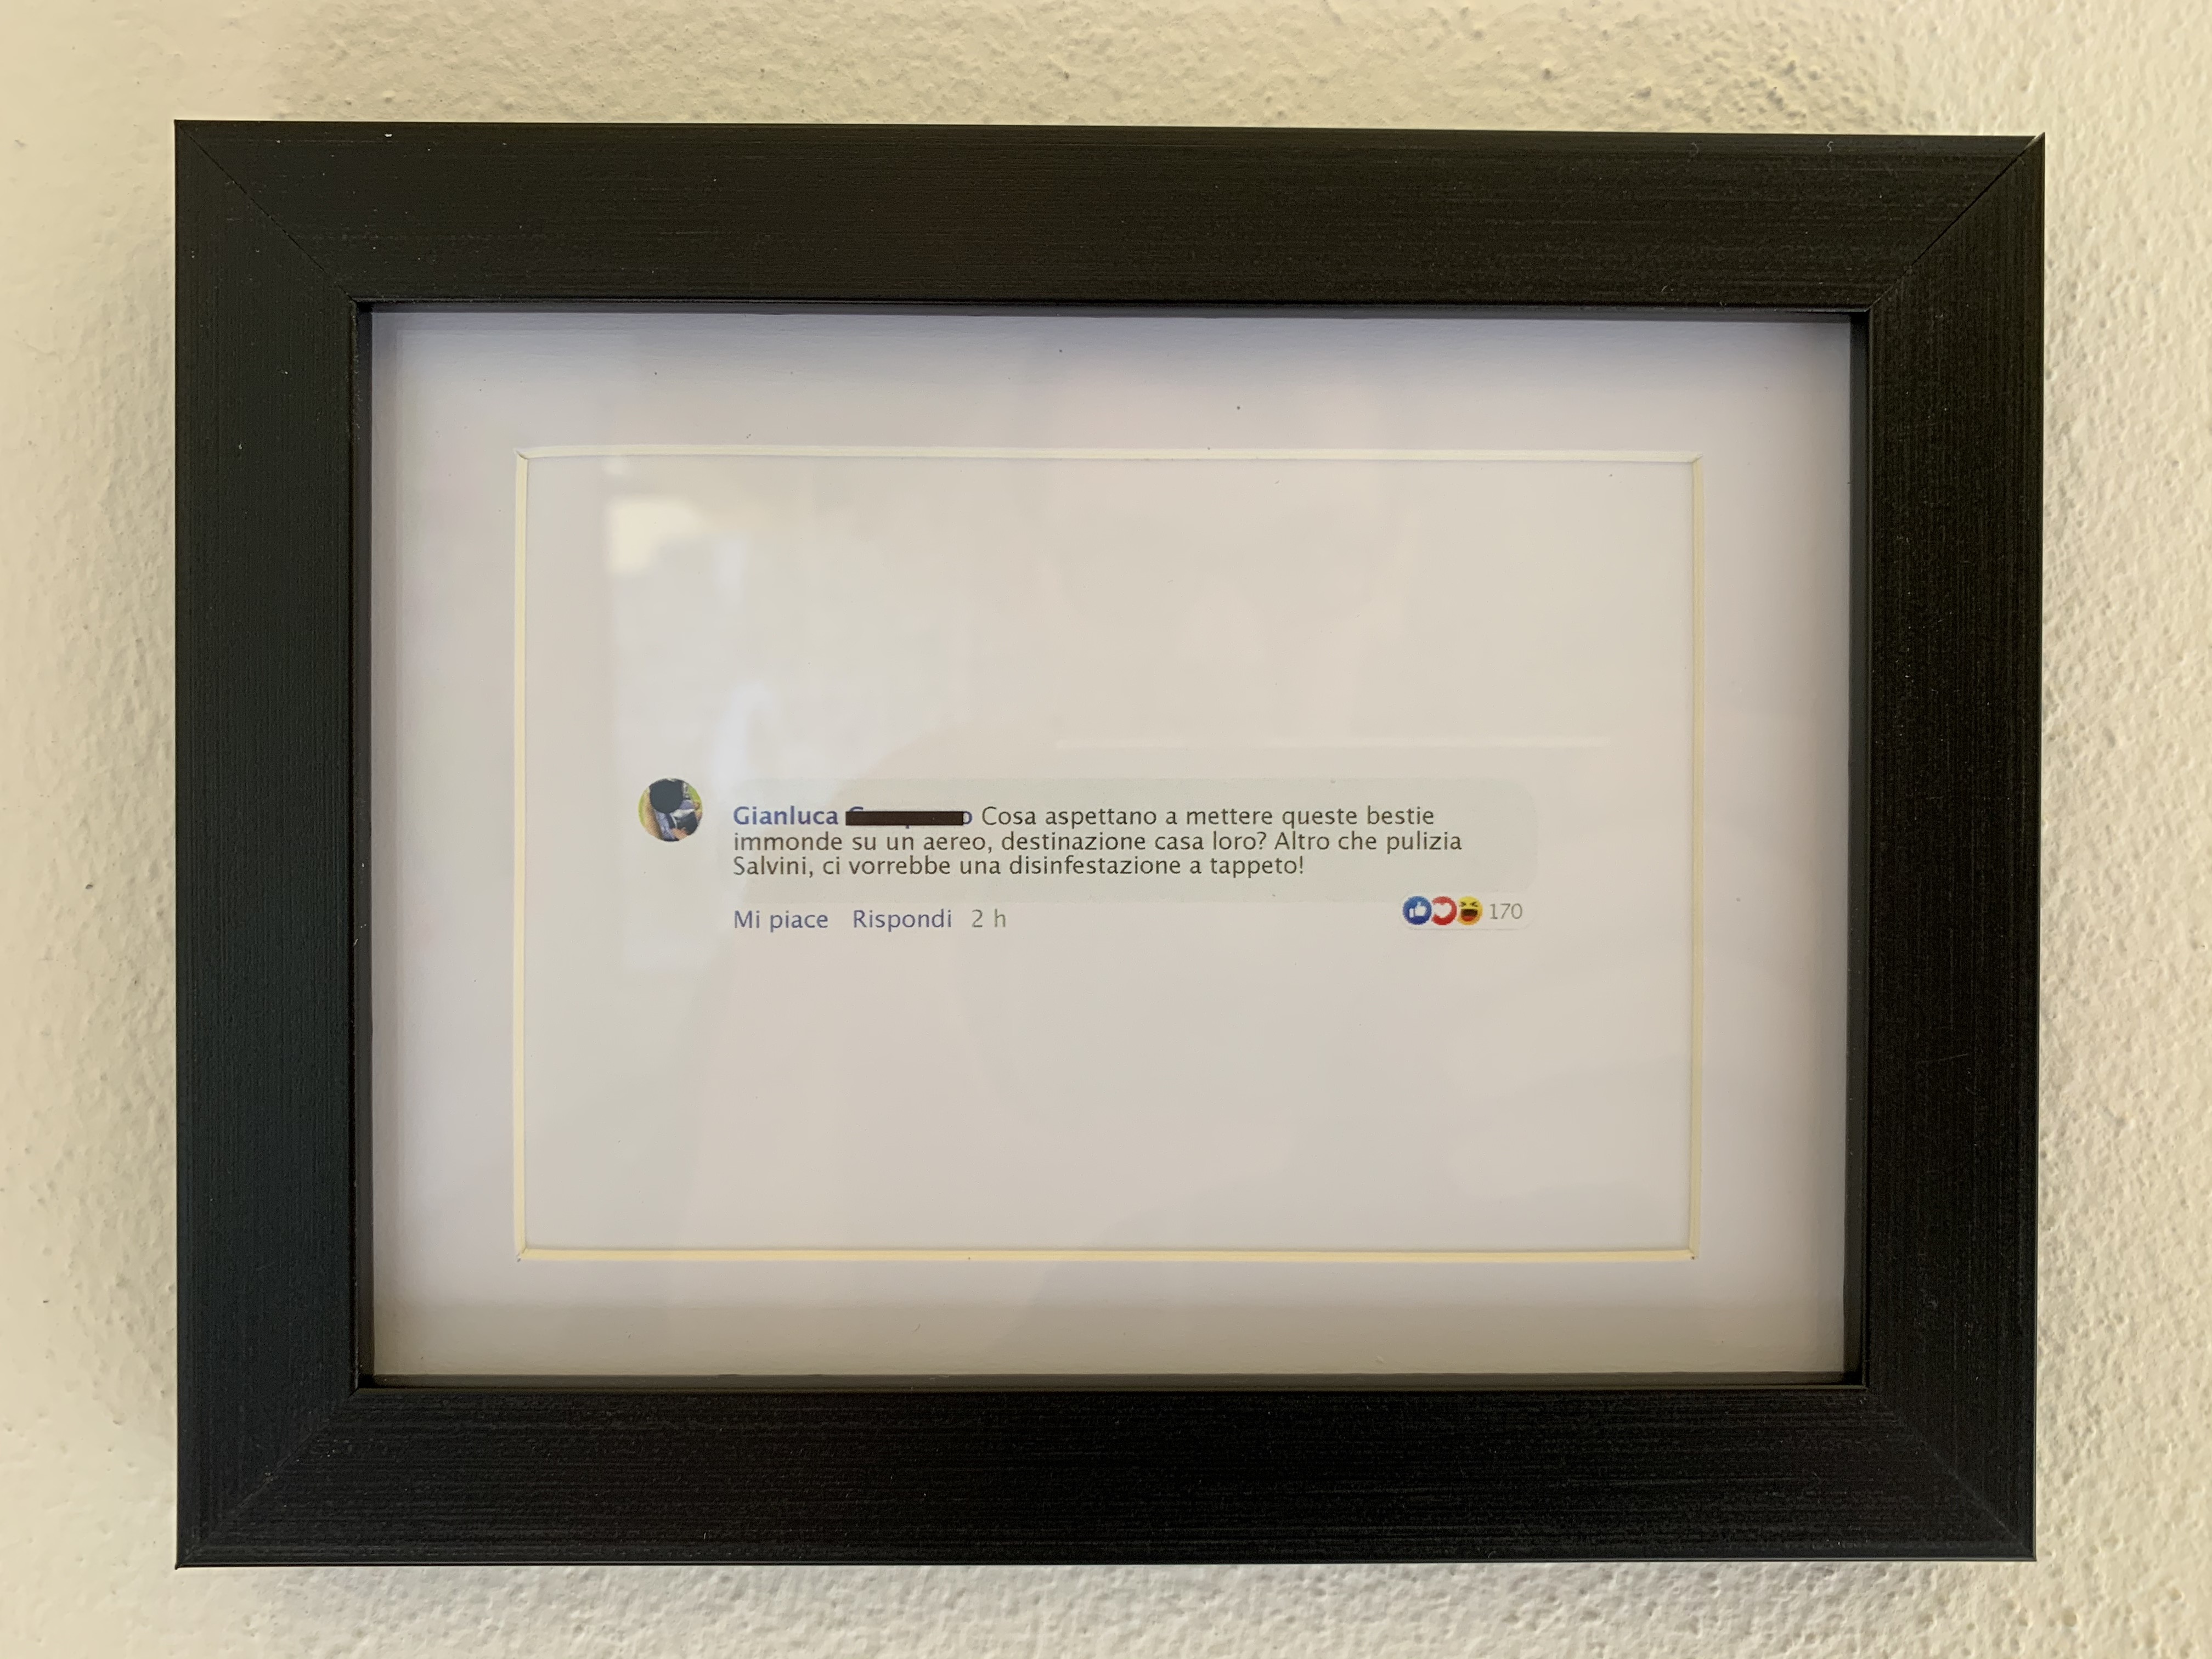 Gianluca Cosa aspettano a mettere queste bestie
immonde su un aereo, destinazione casa loro? Altro che pulizia
Salvini, ci vorrebbe una disinfestazione a tappeto!
Mi piace Rispondi 2 h
170